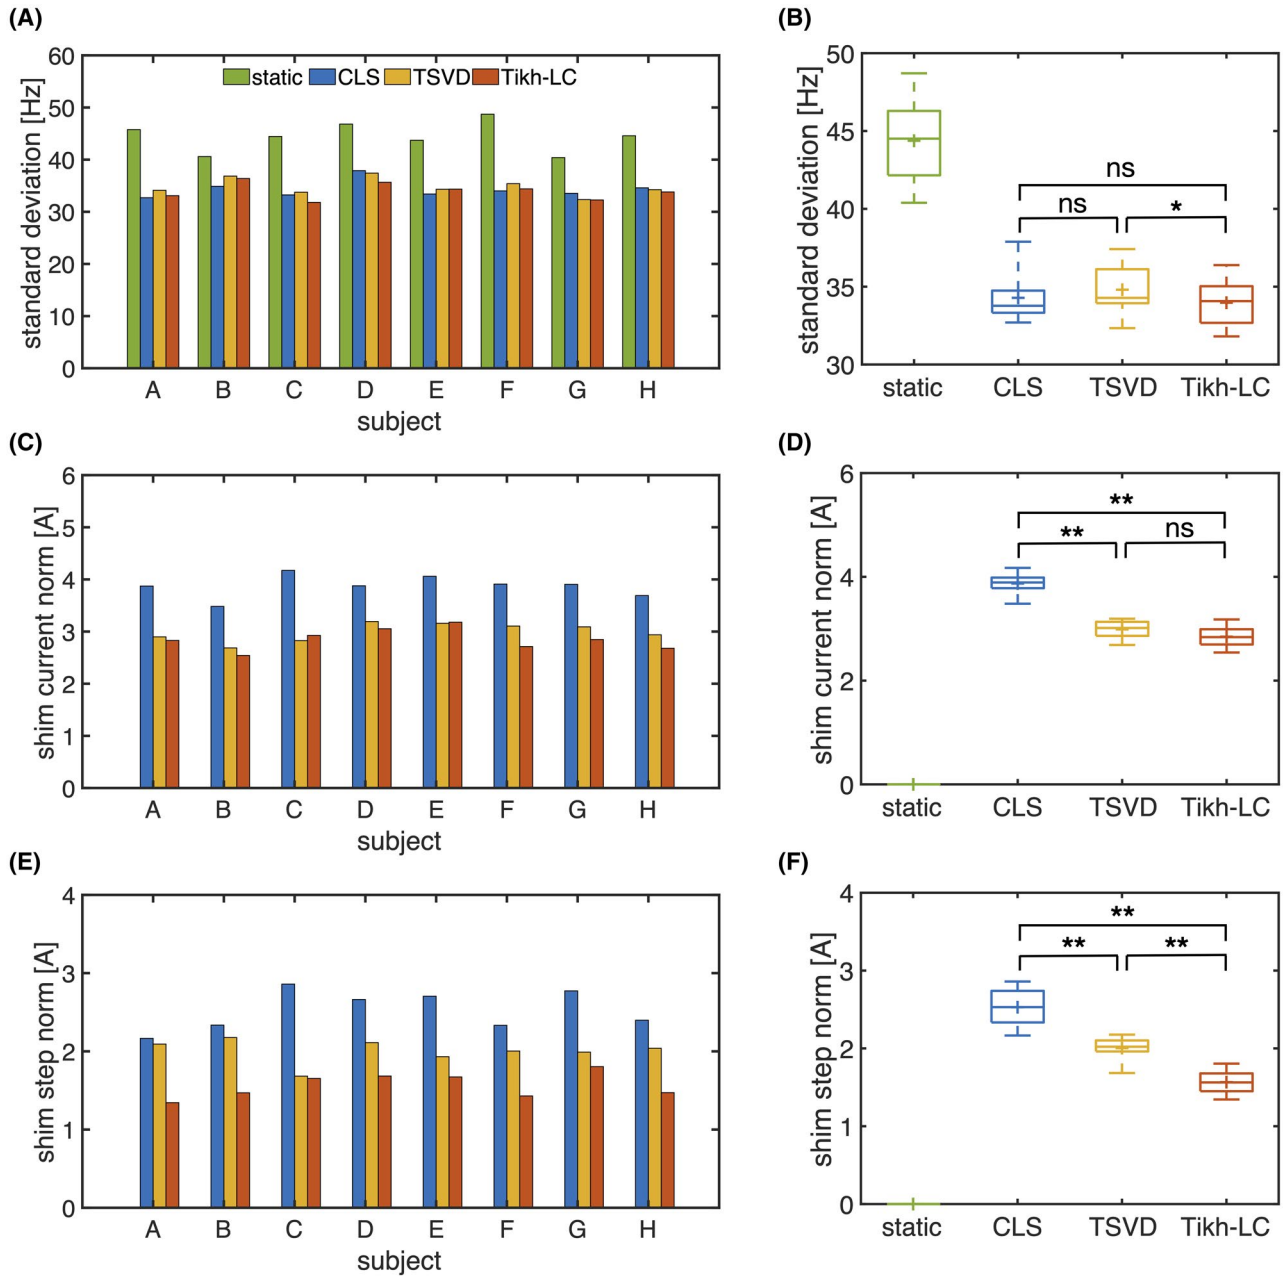 (A)
60
50
40
30
20
10
0
standard deviation [Hz]
static CLS TSVD Tikh-LC
A B C D E F G H
subject
(B)
50
45
40
35
30
standard deviation [Hz]
ns
ns *
static CLS TSVD Tikh-LC
(C)
6
5
4
3
2
1
0
shim current norm [A]
A B C D E F G H
subject
(D)
6
4
2
0
shim current norm [A]
**
** ns
static CLS TSVD Tikh-LC
(E)
4
3
2
1
0
shim step norm [A]
A B C D E F G H
subject
(F)
4
3
2
1
0
shim step norm [A]
**
** **
static CLS TSVD Tikh-LC